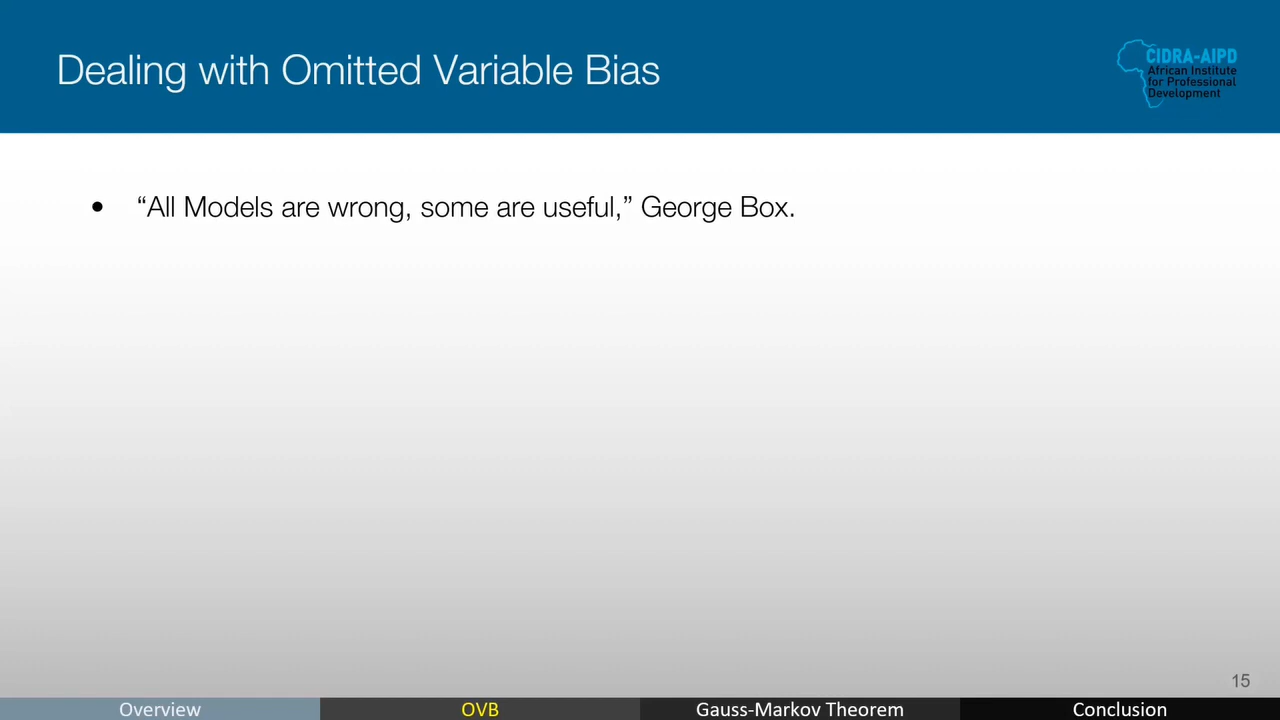 Dealing with Omitted Variable Bias
CIDRA-AIPD
African Institute
for Professional
Development
• “All Models are wrong, some are useful,” George Box.
15
Overview
OVB
Gauss-Markov Theorem
Conclusion